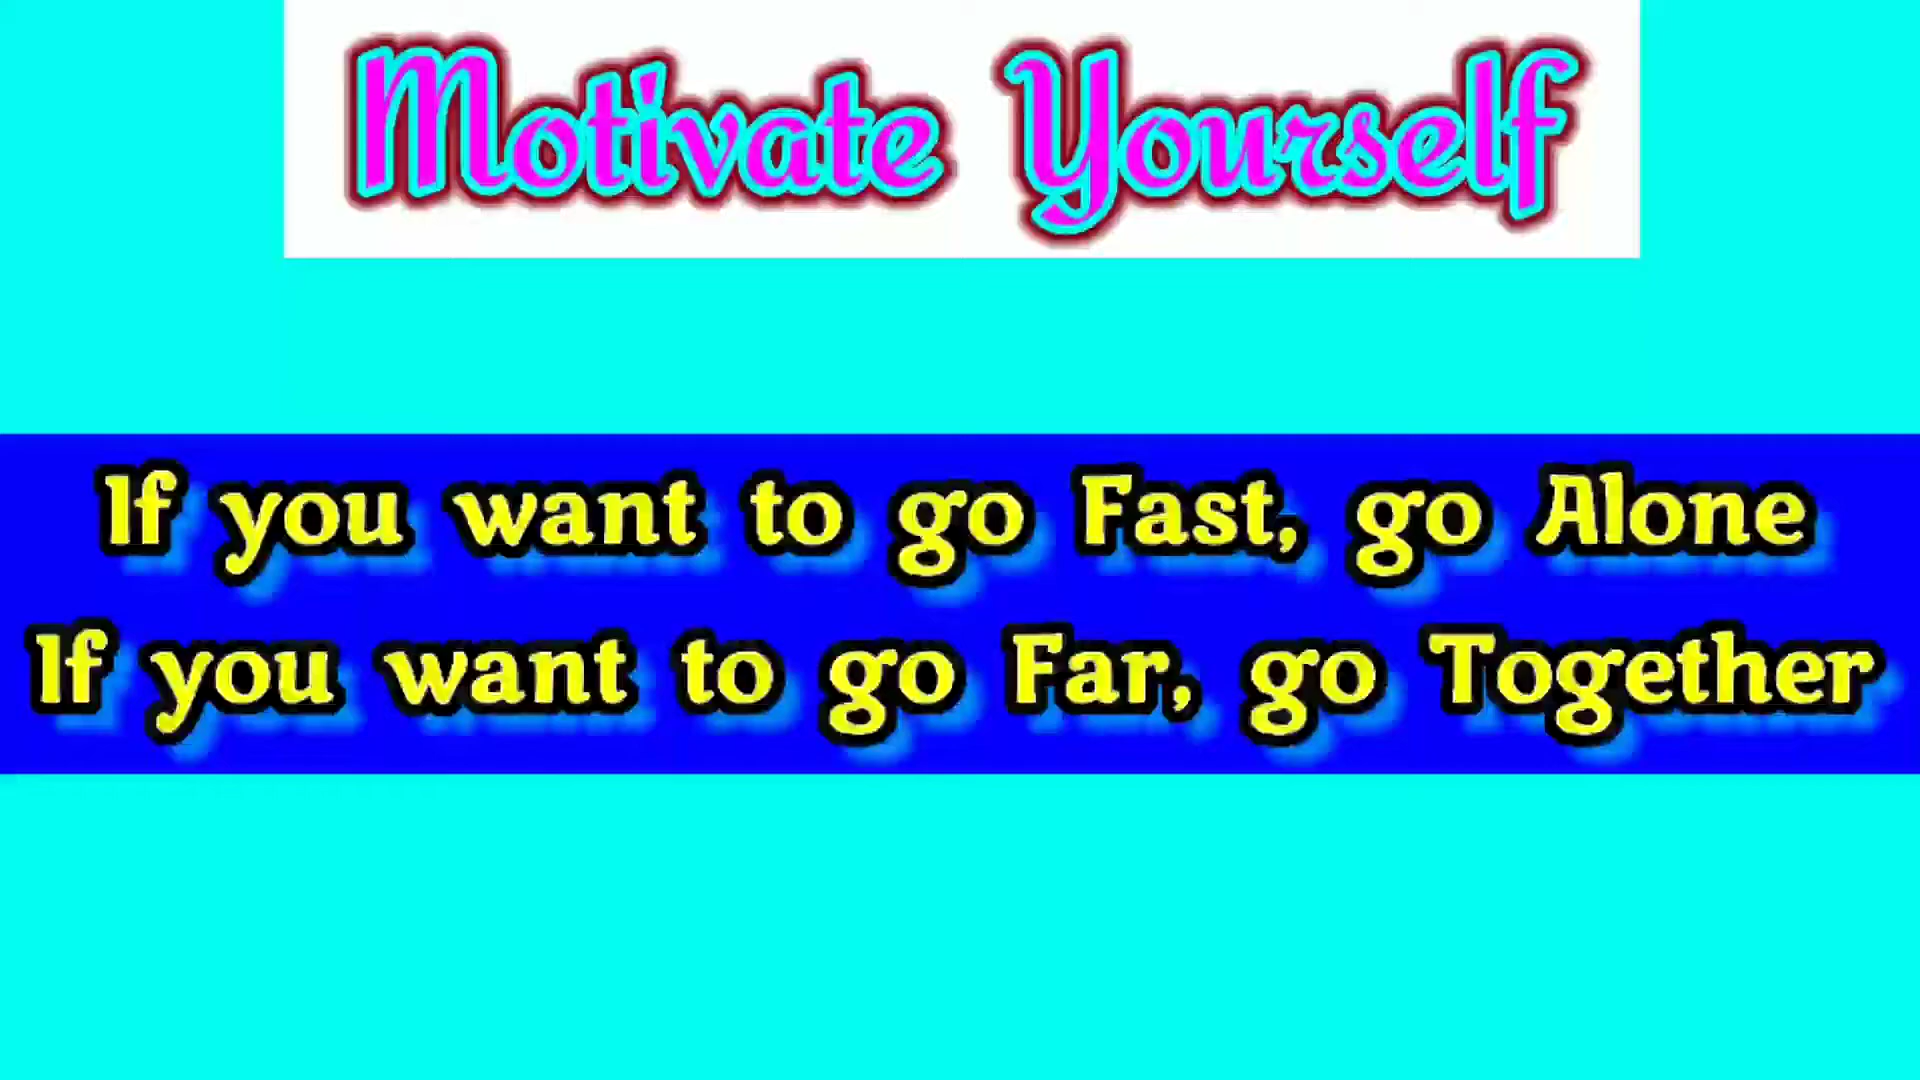 Motivate Yourself
If you want to go Fast, go Alone
If you want to go Far, go Together